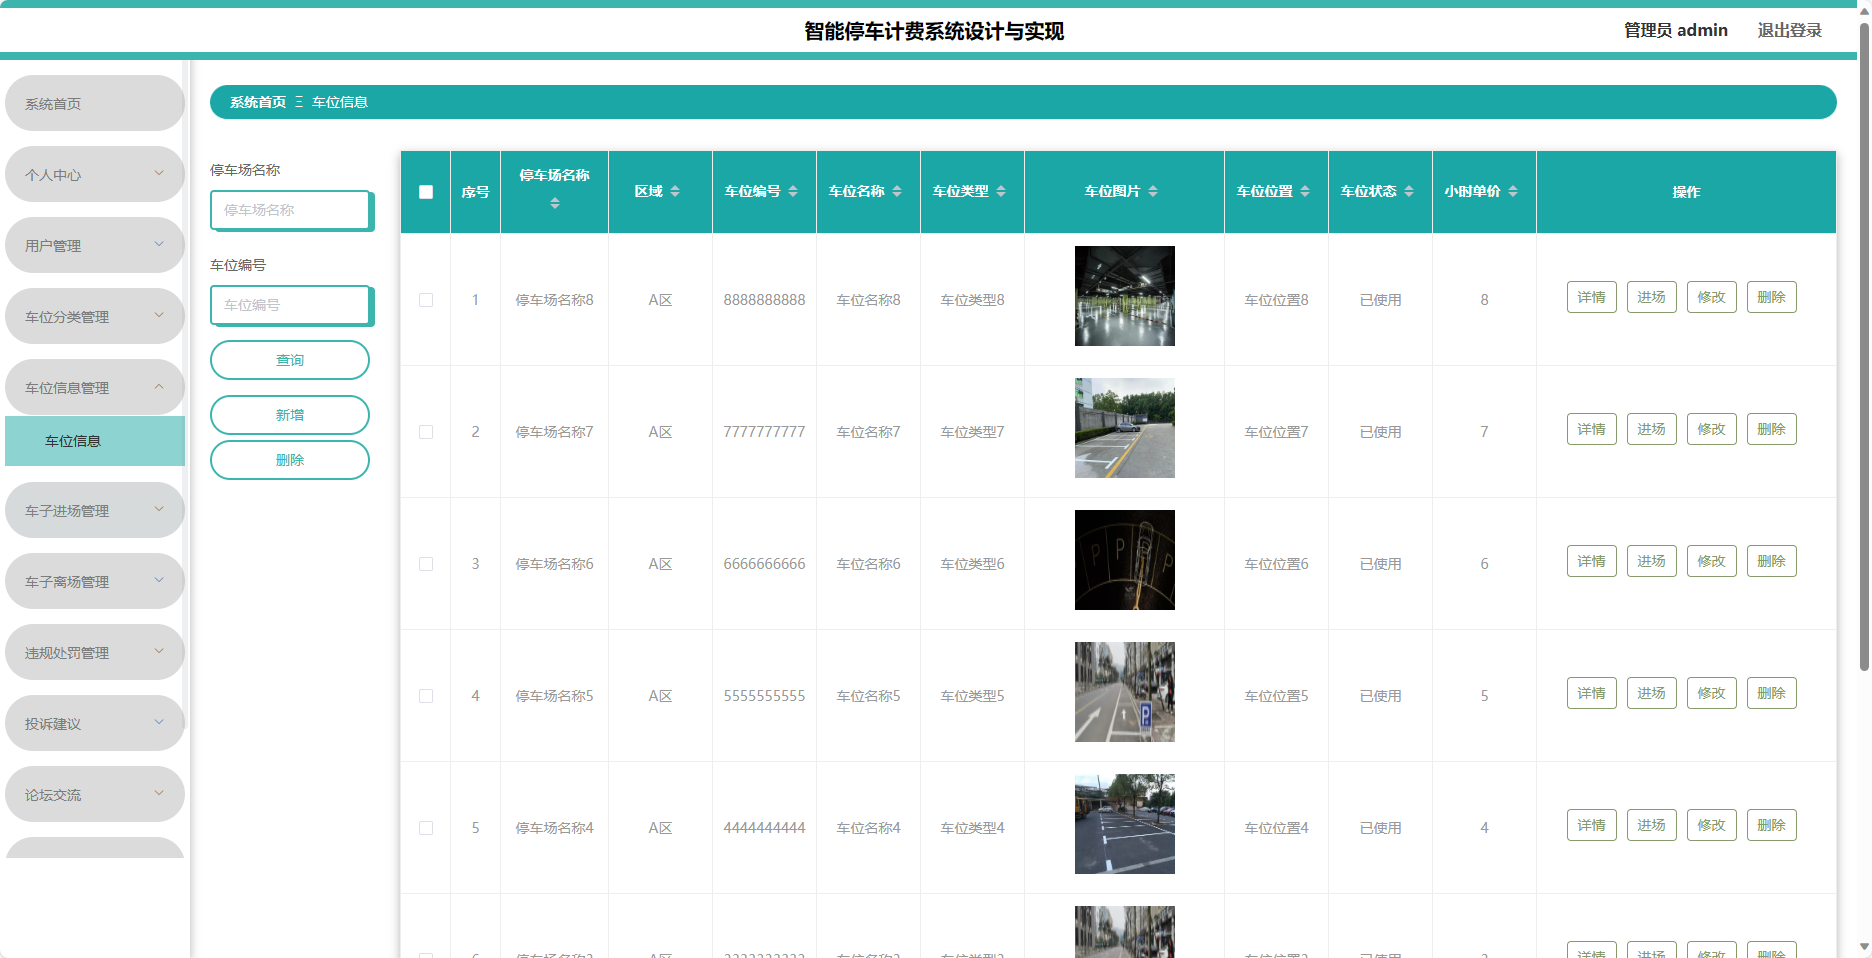 智能停车计费系统设计与实现
管理员 admin
退出登录
系统首页
个人中心
用户管理
车位分类管理
车位信息管理
车位信息
车子进场管理
车子离场管理
违规处罚管理
投诉建议
论坛交流
系统首页 Ξ 车位信息
停车场名称
停车场名称
车位编号
车位编号
查询
新增
删除
序号 停车场名称 区域 车位编号 车位名称 车位类型 车位图片 车位位置 车位状态 小时单价 操作
1 停车场名称8 A区 8888888888 车位名称8 车位类型8 车位位置8 已使用 8 详情 进场 修改 删除
2 停车场名称7 A区 7777777777 车位名称7 车位类型7 车位位置7 已使用 7 详情 进场 修改 删除
3 停车场名称6 A区 6666666666 车位名称6 车位类型6 P P P 车位位置6 已使用 6 详情 进场 修改 删除
4 停车场名称5 A区 5555555555 车位名称5 车位类型5 P 车位位置5 已使用 5 详情 进场 修改 删除
5 停车场名称4 A区 4444444444 车位名称4 车位类型4 车位位置4 已使用 4 详情 进场 修改 删除
详情 进场 修改 删除